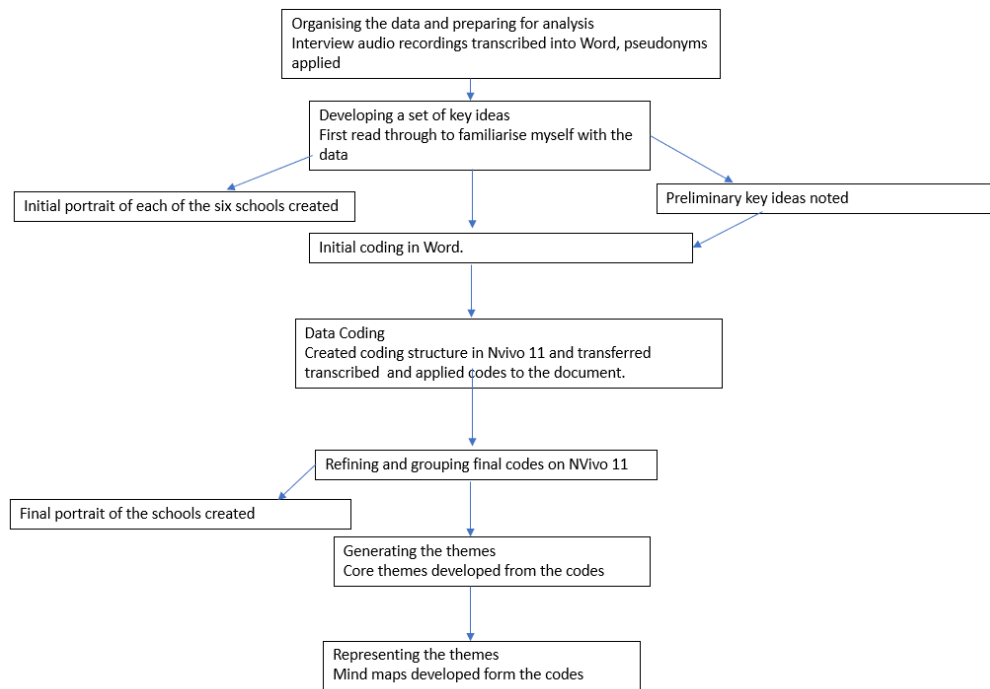 Organising the data and preparing for analysis
Interview audio recordings transcribed into Word, pseudonyms
applied
Developing a set of key ideas
First read through to familiarise myself with the
data
Initial portrait of each of the six schools created
Preliminary key ideas noted
Initial coding in Word.
Data Coding
Created coding structure in Nvivo 11 and transferred
transcribed and applied codes to the document.
Refining and grouping final codes on NVivo 11
Final portrait of the schools created
Generating the themes
Core themes developed from the codes
Representing the themes
Mind maps developed form the codes